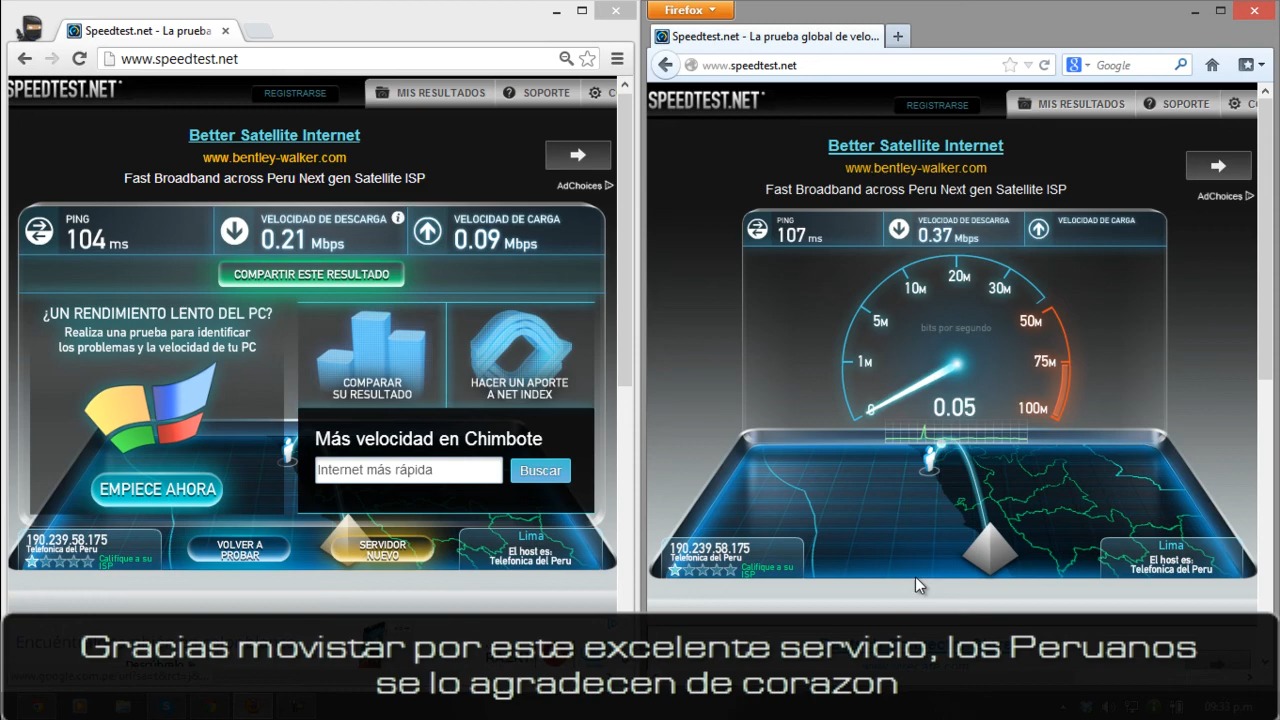 Speedtest.net - La prueba
www.speedtest.net
SPEEDTEST.NET
REGISTRARSE
MIS RESULTADOS
SOPORTE
Better Satellite Internet
www.bentley-walker.com
Fast Broadband across Peru Next gen Satellite ISP
AdChoices
PING
104 ms
VELOCIDAD DE DESCARGA
0.21 Mbps
VELOCIDAD DE CARGA
0.09 Mbps
COMPARTIR ESTE RESULTADO
¿UN RENDIMIENTO LENTO DEL PC?
Realiza una prueba para identificar
los problemas y la velocidad de tu PC
EMPIECE AHORA
COMPARAR
SU RESULTADO
HACER UN APORTE
A NET INDEX
Más velocidad en Chimbote
Internet más rápida
Buscar
190.239.58.175
Telefonica del Peru
Califique a su
ISP
VOLVER A
PROBAR
SERVIDOR
NUEVO
Lima
El host es:
Telefonica del Peru
Firefox
Speedtest.net - La prueba global de velo...
www.speedtest.net
Google
SPEEDTEST.NET
REGISTRARSE
MIS RESULTADOS
SOPORTE
Better Satellite Internet
www.bentley-walker.com
Fast Broadband across Peru Next gen Satellite ISP
AdChoices
PING
107 ms
VELOCIDAD DE DESCARGA
0.37 Mbps
VELOCIDAD DE CARGA
0
1M
5M
10M
20M
30M
50M
75M
100M
bits por segundo
0.05
190.239.58.175
Telefonica del Peru
Califique a su
ISP
Lima
El host es:
Telefonica del Peru
Gracias movistar por este excelente servicio, los Peruanos
se lo agradecen de corazon